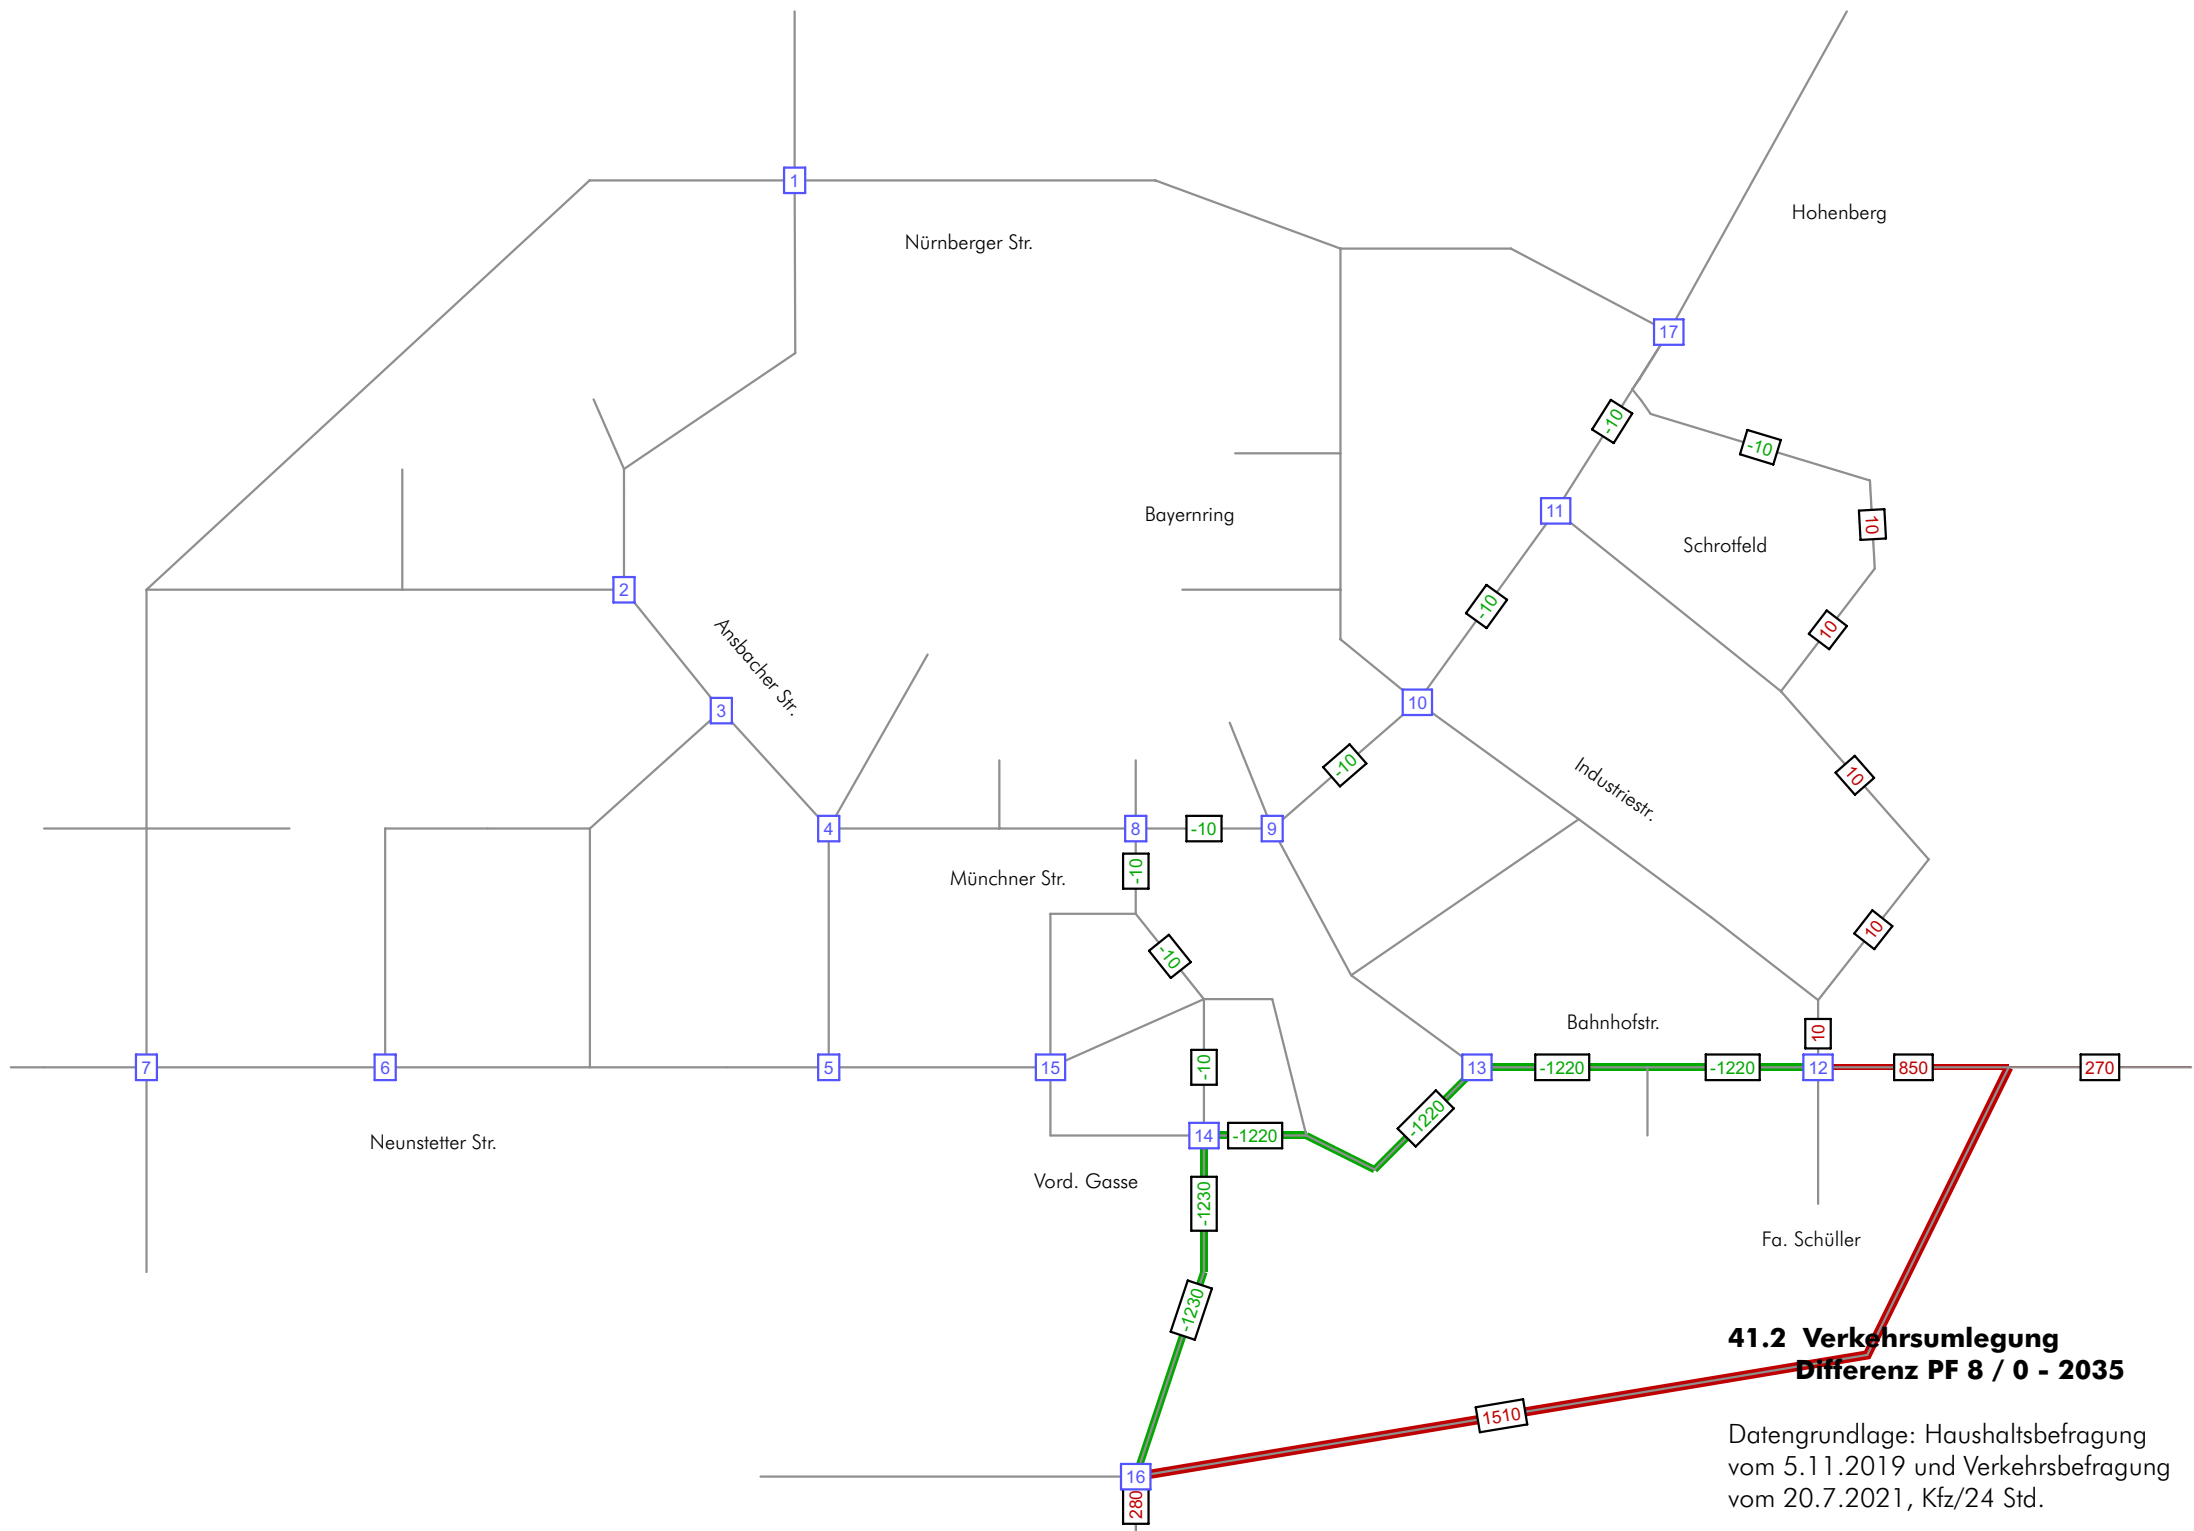 1
Hohenberg
Nürnberger Str.
17
-10
-10
11
10
Schrotfeld
Bayernring
2
-10
10
Ansbacher Str.
3
10
-10
10
Industriestr.
4
8
-10
9
-10
Münchner Str.
10
-10
Bahnhofstr.
10
7
6
5
15
-10
13
-1220
-1220
12
850
270
Neunstetter Str.
14
-1220
-1220
Vord. Gasse
-1230
Fa. Schüller
-1230
41.2 Verkehrsumlegung
Differenz PF 8 / 0 - 2035
1510
Datengrundlage: Haushaltsbefragung
vom 5.11.2019 und Verkehrsbefragung
vom 20.7.2021, Kfz/24 Std.
16
280